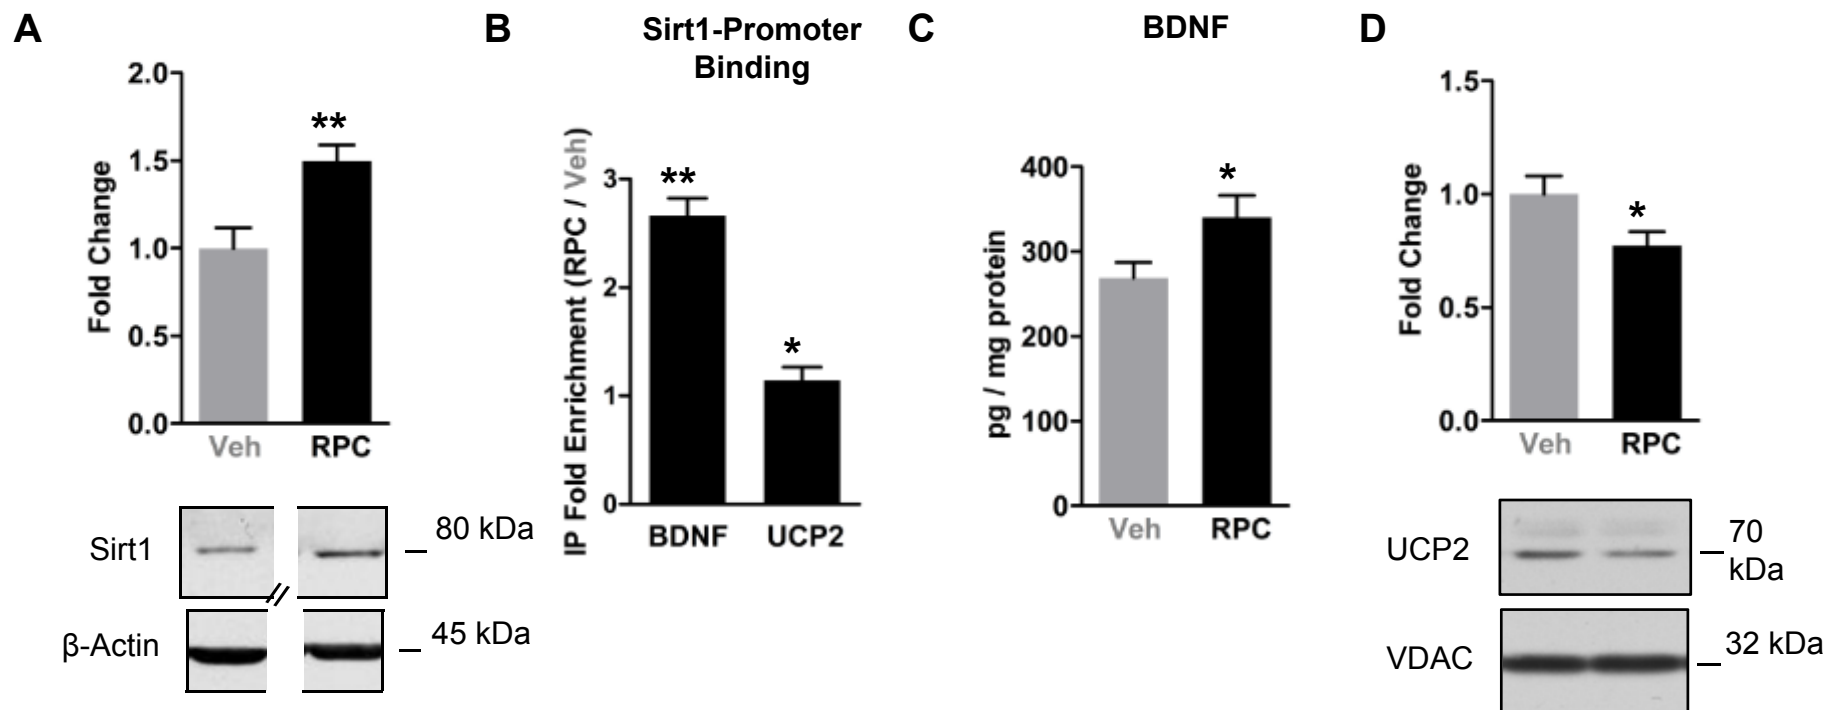 A
2.0
1.5
1.0
0.5
0.0
Fold Change
**
Veh RPC
Sirt1
80 kDa
//
β-Actin
45 kDa
B
Sirt1-Promoter
Binding
IP Fold Enrichment (RPC / Veh)
3
2
1
0
**
*
BDNF UCP2
C
BDNF
pg / mg protein
400
300
200
100
0
*
Veh RPC
D
1.5
1.0
0.5
0.0
Fold Change
*
Veh RPC
UCP2
70
kDa
VDAC
32 kDa